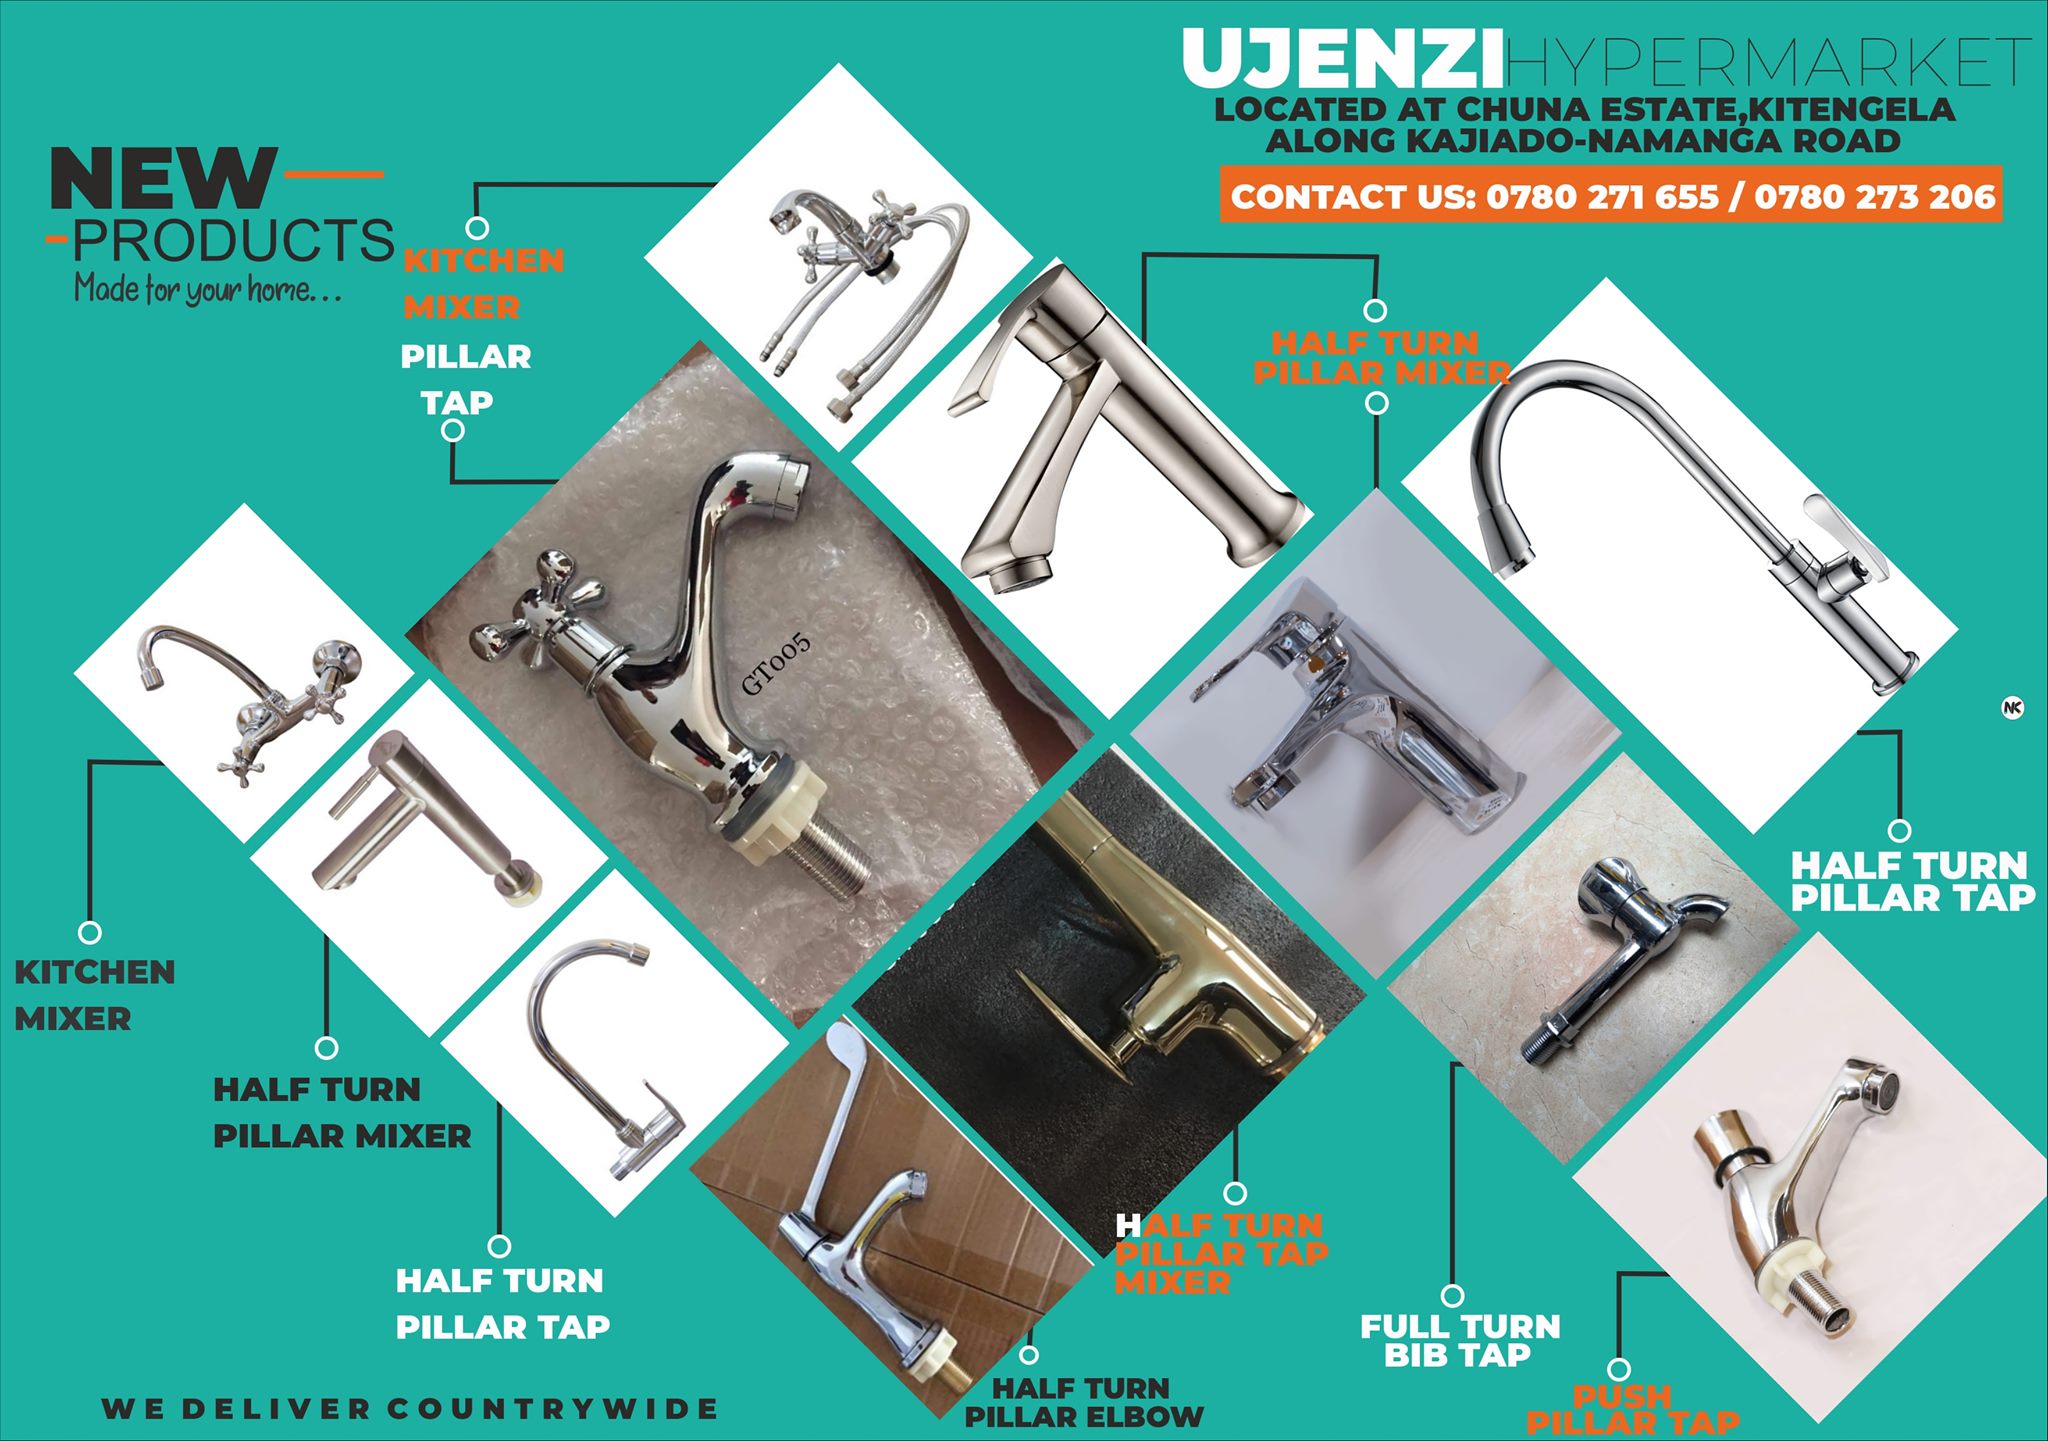 UJENZI HYPERMARKET
LOCATED AT CHUNA ESTATE,KITENGELA
ALONG KAJIADO-NAMANGA ROAD
CONTACT US: 0780 271 655 / 0780 273 206
NEW
PRODUCTS
Made for your home...
KITCHEN
MIXER
PILLAR
TAP
HALF TURN
PILLAR MIXER
GT005
NK
HALF TURN
PILLAR TAP
KITCHEN
MIXER
HALF TURN
PILLAR MIXER
HALF TURN
PILLAR TAP
HALF TURN
PILLAR TAP
MIXER
FULL TURN
BIB TAP
HALF TURN
PILLAR ELBOW
PUSH
PILLAR TAP
WE DELIVER COUNTRYWIDE